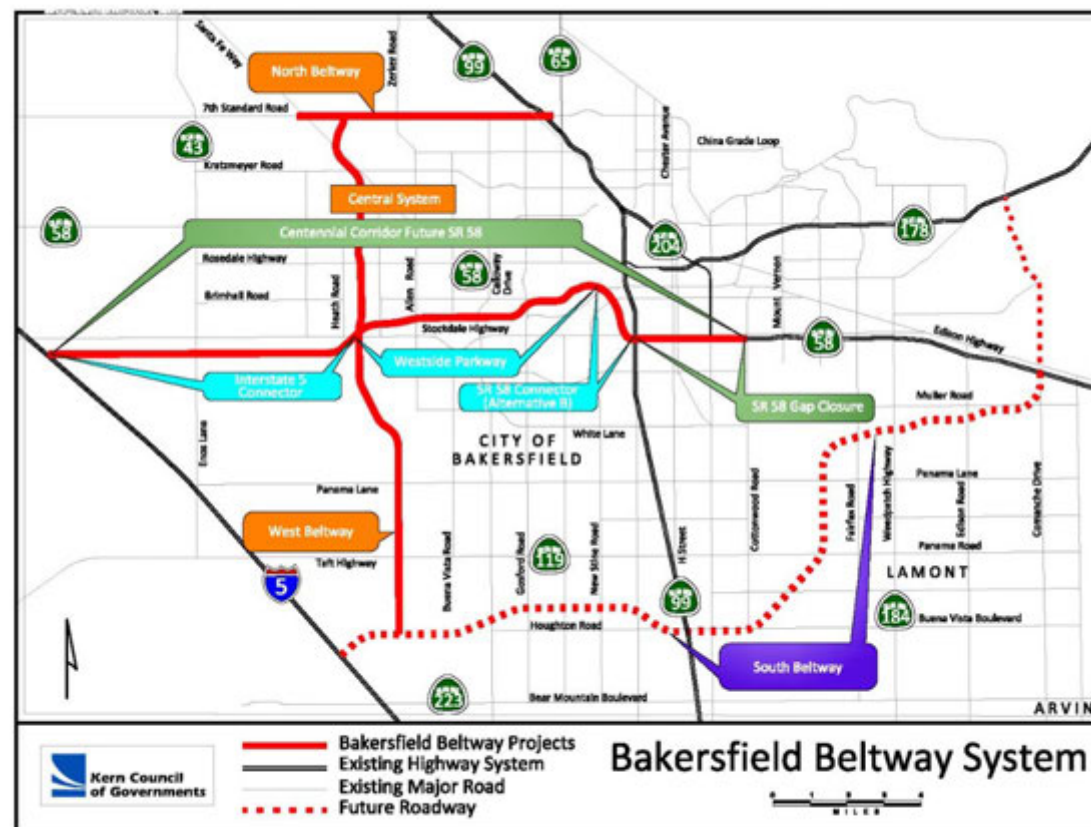 Santa Fe Way
Zerker Road
99
65
North Beltway
7th Standard Road
43
Kratzmeyer Road
Chester Avenue
China Grade Loop
Central System
58
Centennial Corridor Future SR 58
204
178
Rosedale Highway
58
Calloway
Drive
Allen Road
Heath Road
Brimhall Road
Mount Vernon
Stockdale Highway
58
Edison Highway
Westside Parkway
Interstate 5
Connector
SR 58 Connector
(Alternative B)
SR 58 Gap Closure
Muller Road
Enos Lane
CITY OF
BAKERSFIELD
White Lane
Panama Lane
Panama Lane
West Beltway
Taft Highway
Buena Vista Road
Gosford Road
119
New Stine Road
H Street
Cottonwood Road
Fairfax Road
Weedpatch Highway
Edison Road
Comanche Drive
Panama Road
LAMONT
5
99
184
Buena Vista Boulevard
Houghton Road
South Beltway
223
Bear Mountain Boulevard
ARVIN
Kern Council
of Governments
Bakersfield Beltway Projects
Existing Highway System
Existing Major Road
Future Roadway
Bakersfield Beltway System
0 1 2 3 4
MILES